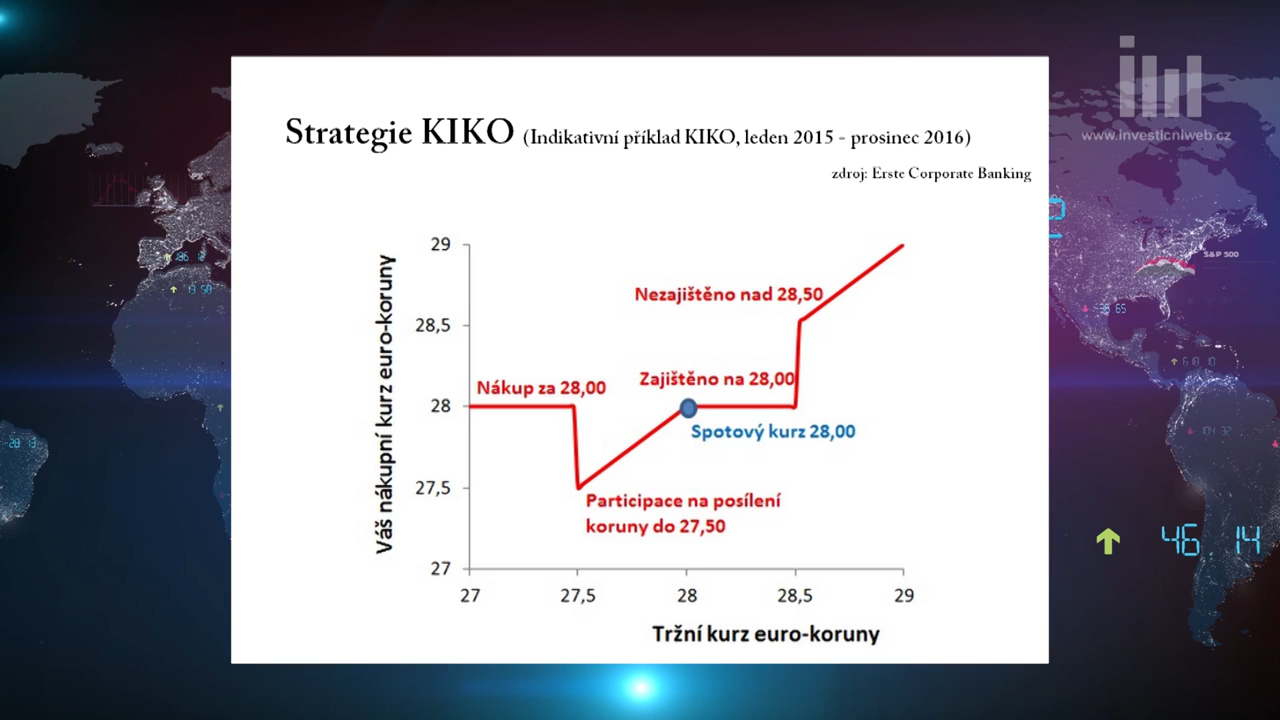 www.investicniweb.cz
Strategie KIKO (Indikativní příklad KIKO, leden 2015 - prosinec 2016)
zdroj: Erste Corporate Banking
S&P 500
29
28,5
28
27,5
27
Váš nákupní kurz euro-koruny
Nezajištěno nad 28,50
Zajištěno na 28,00
Nákup za 28,00
Spotový kurz 28,00
Participace na posílení
koruny do 27,50
27
27,5
28
28,5
29
Tržní kurz euro-koruny
46.14